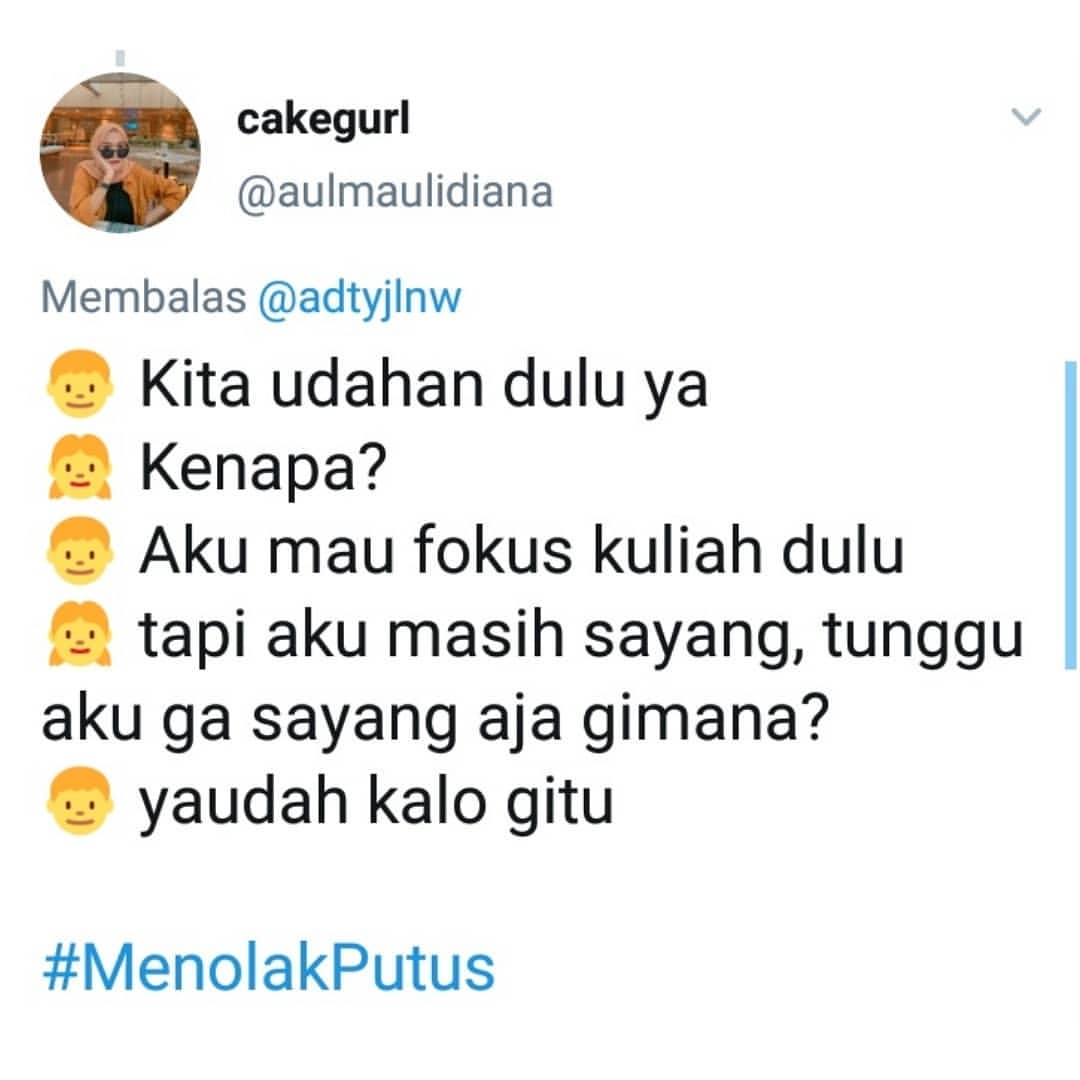 cakegurl
@aulmaulidiana
Membalas @adtyjlnw
👦 Kita udahan dulu ya
👧 Kenapa?
👦 Aku mau fokus kuliah dulu
👧 tapi aku masih sayang, tunggu
aku ga sayang aja gimana?
👦 yaudah kalo gitu
#MenolakPutus